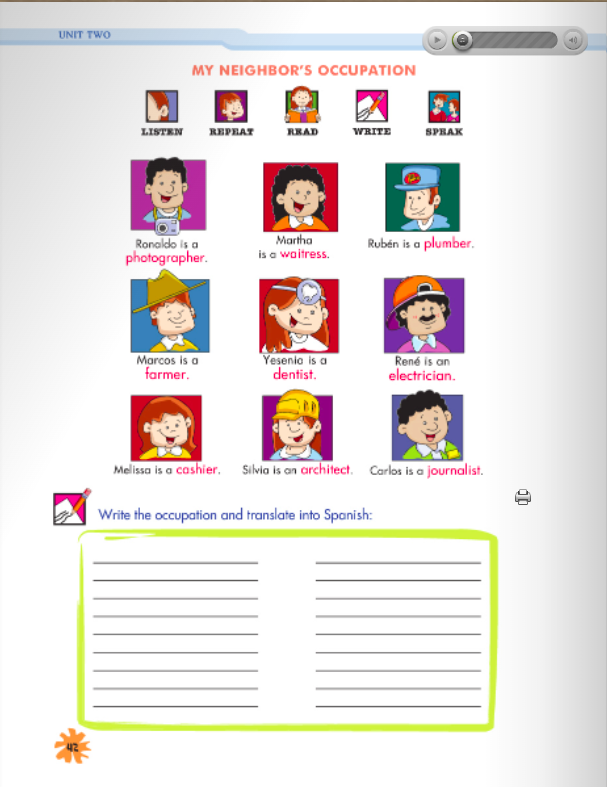 UNIT TWO
MY NEIGHBOR'S OCCUPATION
LISTEN
REPEAT
READ
WRITE
SPEAK
Ronaldo is a
photographer.
Martha
is a waitress.
Rubén is a plumber.
Marcos is a
farmer.
Yesenia is a
dentist.
René is an
electrician.
Melissa is a cashier.
Silvia is an architect.
Carlos is a journalist.
Write the occupation and translate into Spanish:
42